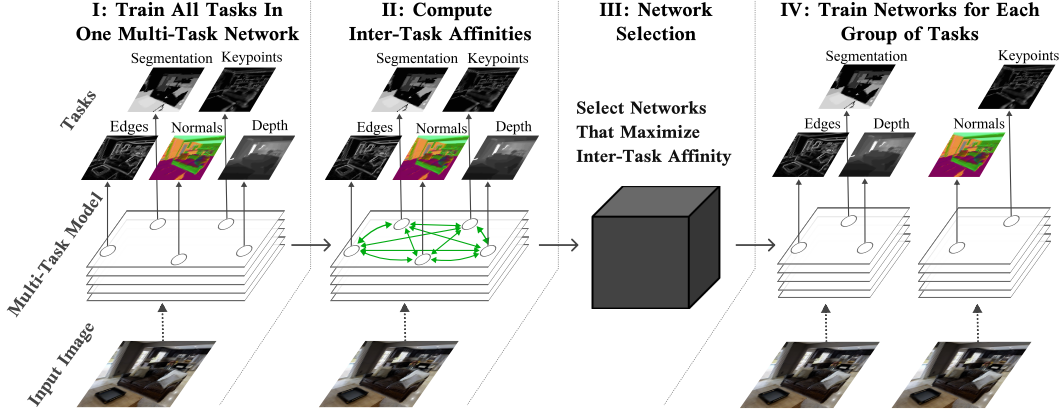 I: Train All Tasks In
One Multi-Task Network
II: Compute
Inter-Task Affinities
III: Network
Selection
IV: Train Networks for Each
Group of Tasks
Tasks
Multi-Task Model
Input Image
Segmentation
Keypoints
Edges
Normals
Depth
Segmentation
Keypoints
Edges
Normals
Depth
Select Networks
That Maximize
Inter-Task Affinity
Segmentation
Keypoints
Edges
Depth
Normals